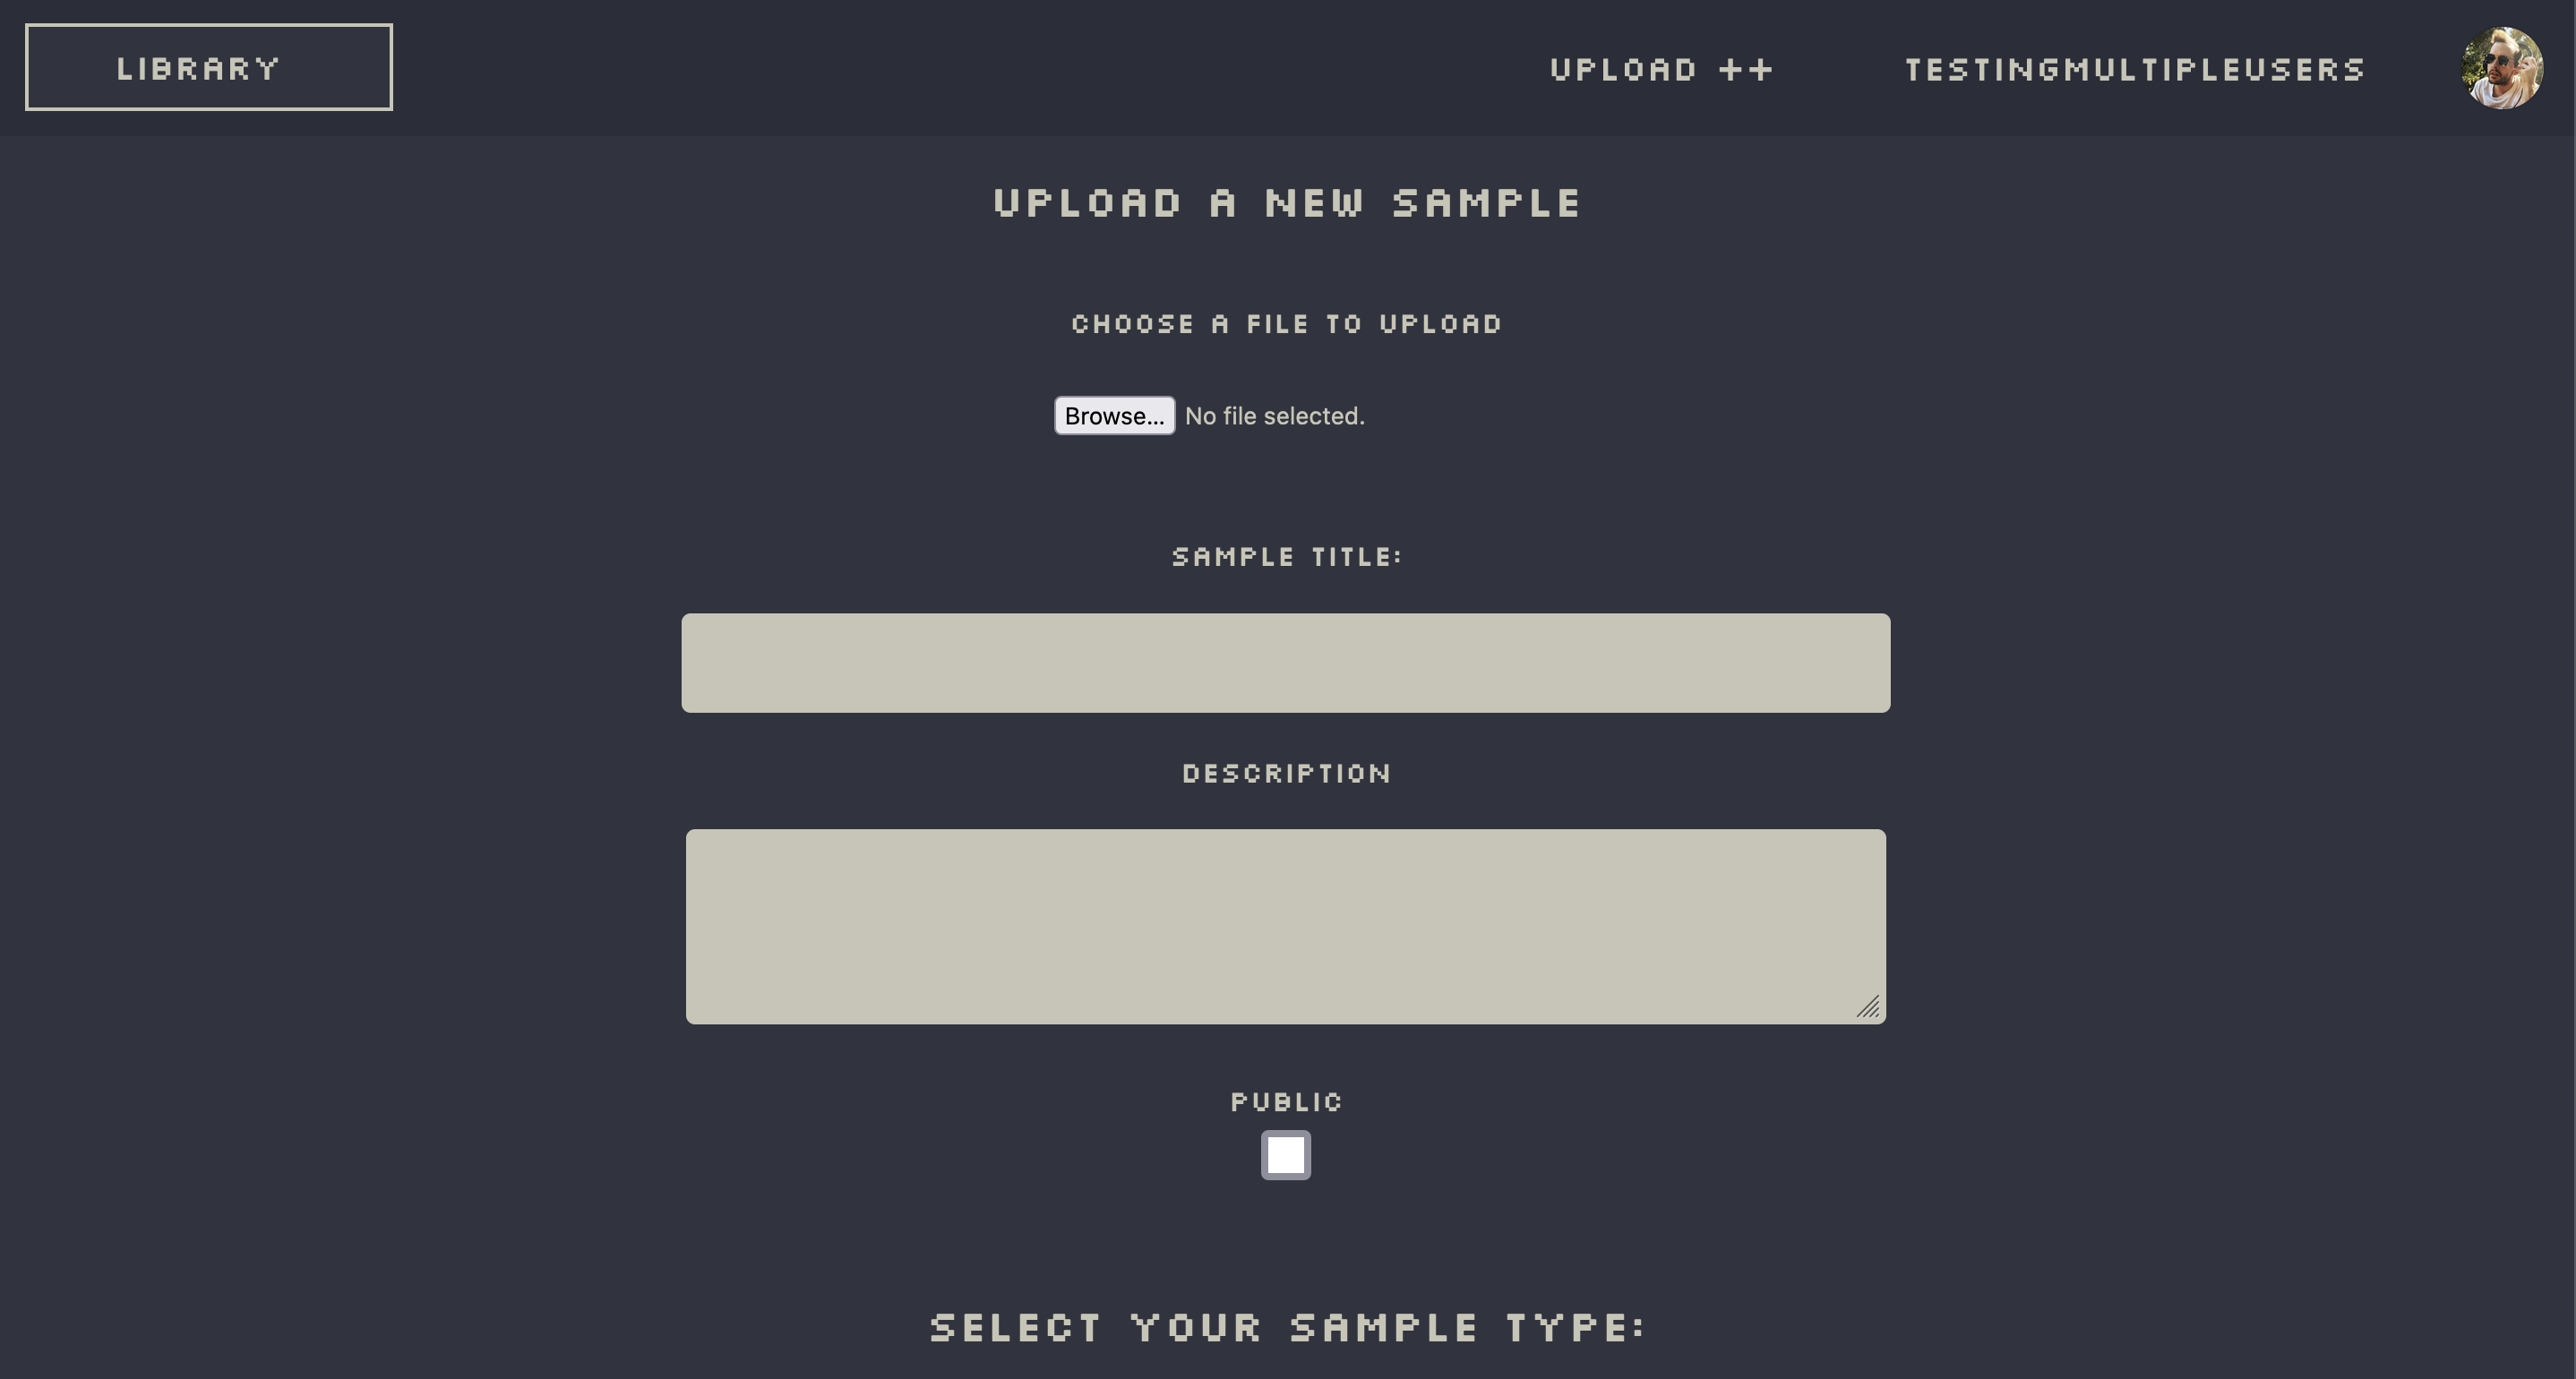 LIBRARY
UPLOAD ++
TESTINGMULTIPLEUSERS
UPLOAD A NEW SAMPLE
CHOOSE A FILE TO UPLOAD
Browse... No file selected.
SAMPLE TITLE:
DESCRIPTION
PUBLIC
SELECT YOUR SAMPLE TYPE: